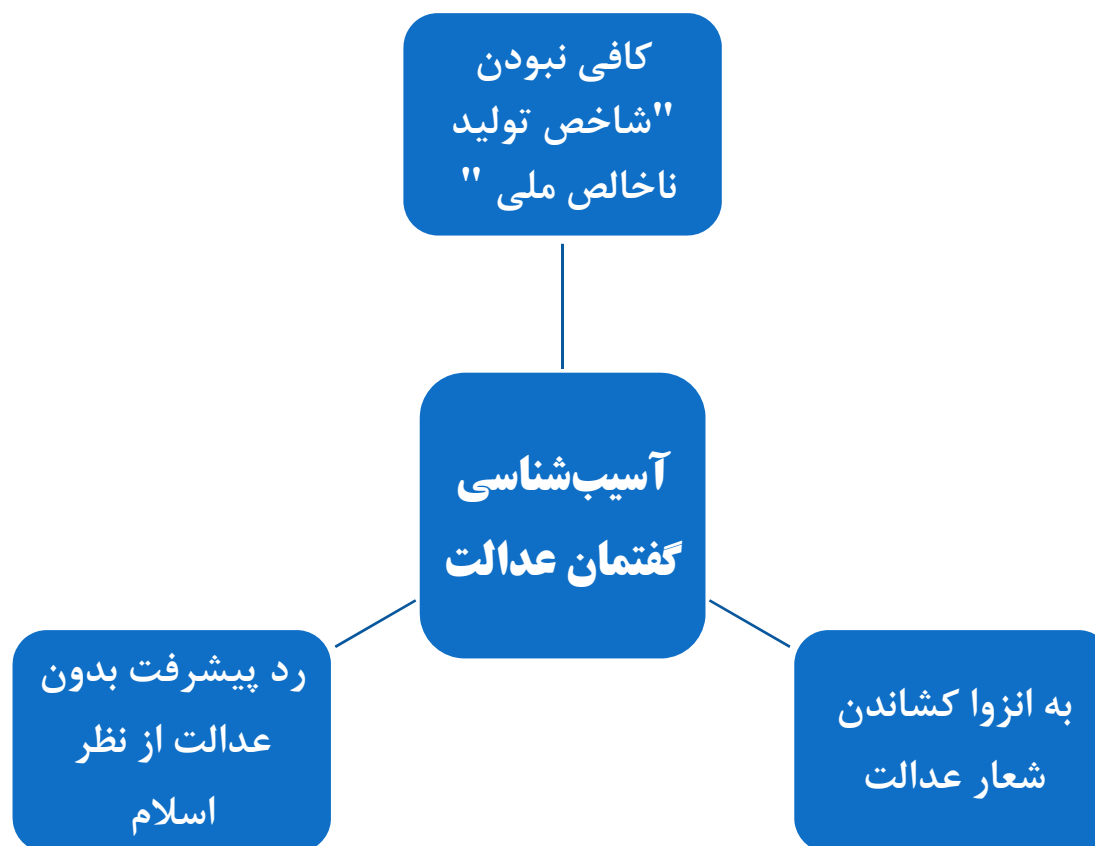 کافی نبودن
"شاخص تولید
ناخالص ملی "
آسیب‌شناسی
گفتمان عدالت
به انزوا کشاندن
شعار عدالت
رد پیشرفت بدون
عدالت از نظر
اسلام